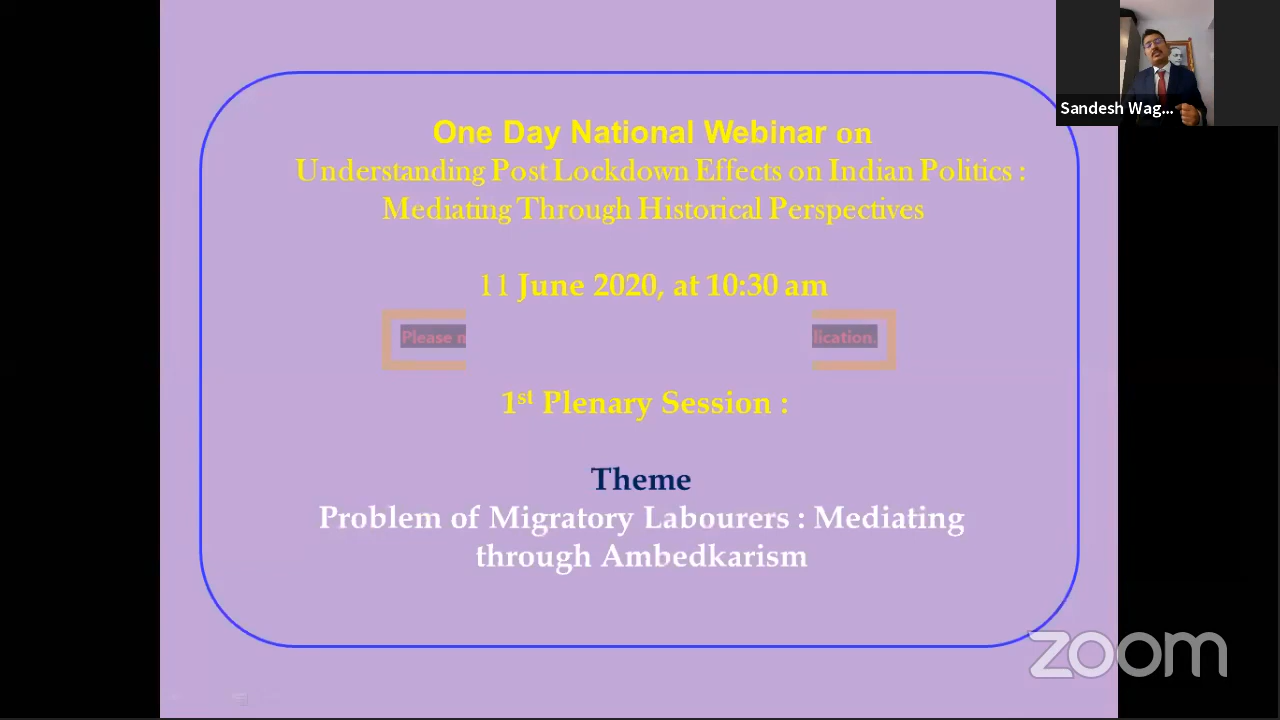 One Day National Webinar on
Understanding Post Lockdown Effects on Indian Politics :
Mediating Through Historical Perspectives
11 June 2020, at 10:30 am
Please
1st Plenary Session :
Theme
Problem of Migratory Labourers : Mediating
through Ambedkarism
Sandesh Wag...
zoom